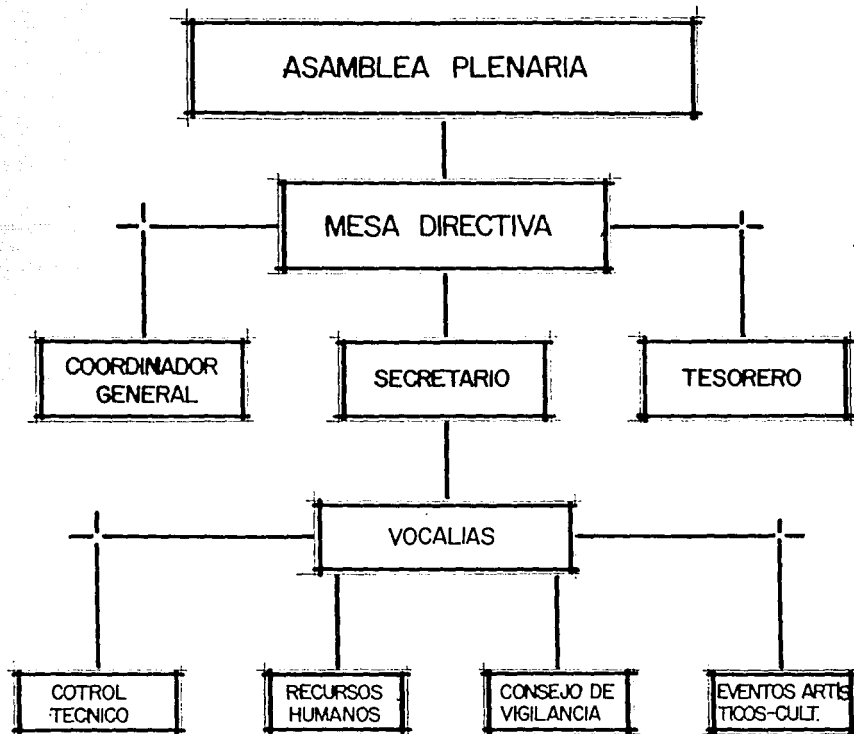 ASAMBLEA PLENARIA
MESA DIRECTIVA
COORDINADOR
GENERAL
SECRETARIO
TESORERO
VOCALIAS
COTROL
TECNICO
RECURSOS
HUMANOS
CONSEJO DE
VIGILANCIA
EVENTOS ARTÍS
TICOS-CULT.